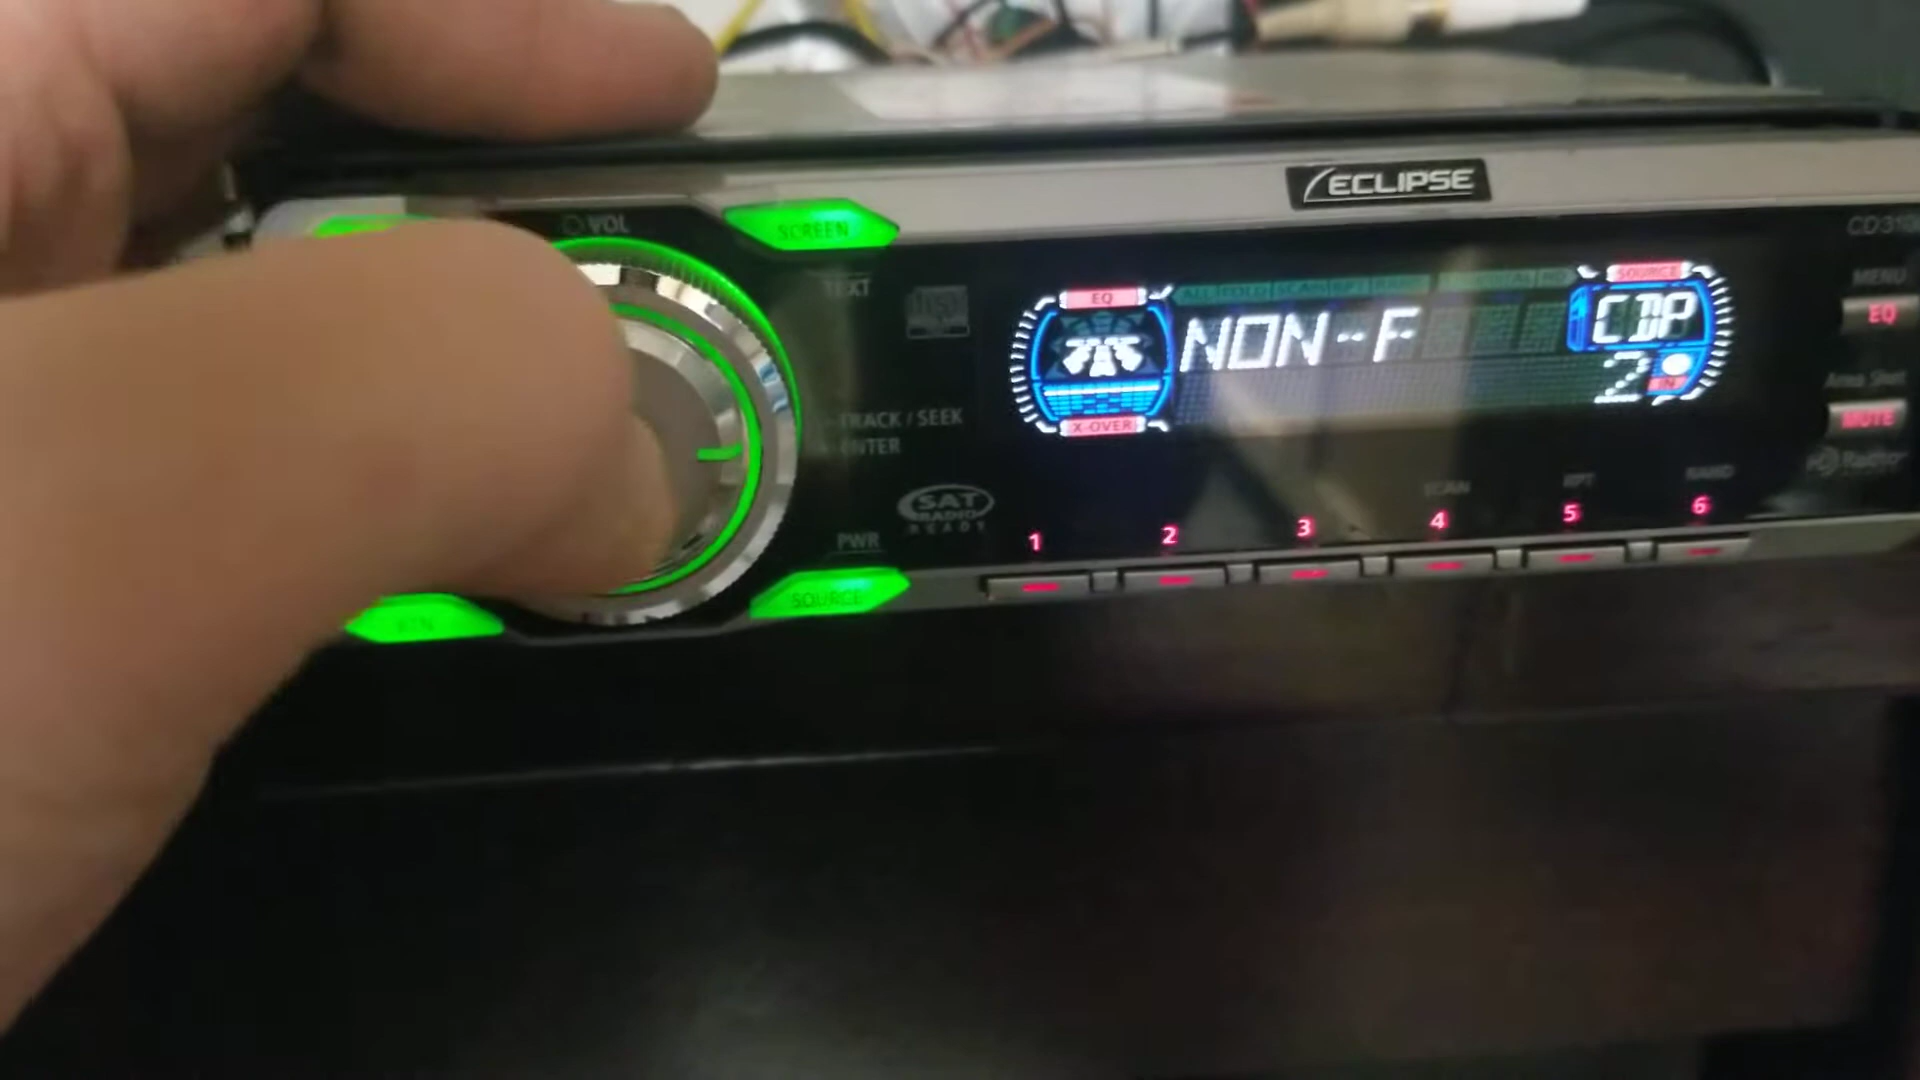 ECLIPSE
VOL
SCREEN
TEXT
EQ
SOURCE
NON-F
CDP
2
IN
X-OVER
MENU
EQ
MUTE
TRACK / SEEK
ENTER
SAT
RADIO
READY
PWR
SOURCE
SCAN
RPT
1
2
3
4
5
6